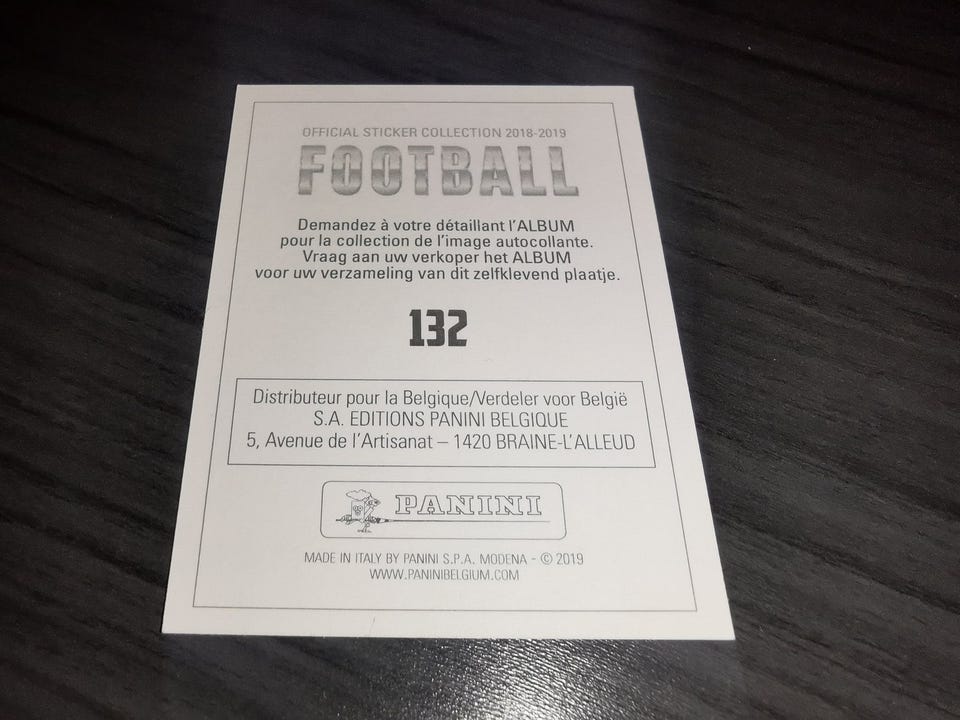 OFFICIAL STICKER COLLECTION 2018-2019
FOOTBALL
Demandez à votre détaillant l'ALBUM
pour la collection de l'image autocollante.
Vraag aan uw verkoper het ALBUM
voor uw verzameling van dit zelfklevend plaatje.
132
Distributeur pour la Belgique/Verdeler voor België
S.A. EDITIONS PANINI BELGIQUE
5, Avenue de l'Artisanat – 1420 BRAINE-L'ALLEUD
PANINI
MADE IN ITALY BY PANINI S.P.A. MODENA - © 2019
WWW.PANINIBELGIUM.COM